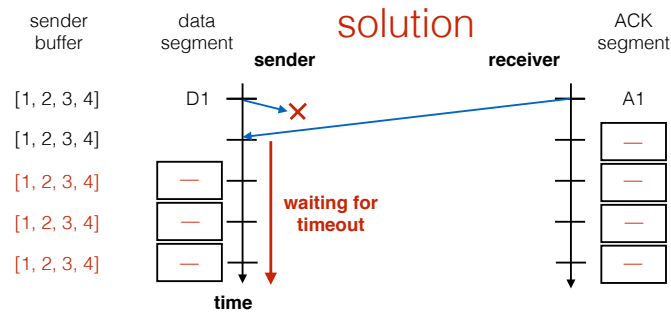 solution
sender
buffer
data
segment
ACK
segment
sender
receiver
[1, 2, 3, 4] D1 A1
[1, 2, 3, 4] —
[1, 2, 3, 4] — —
[1, 2, 3, 4] — —
[1, 2, 3, 4] — —
waiting for
timeout
time